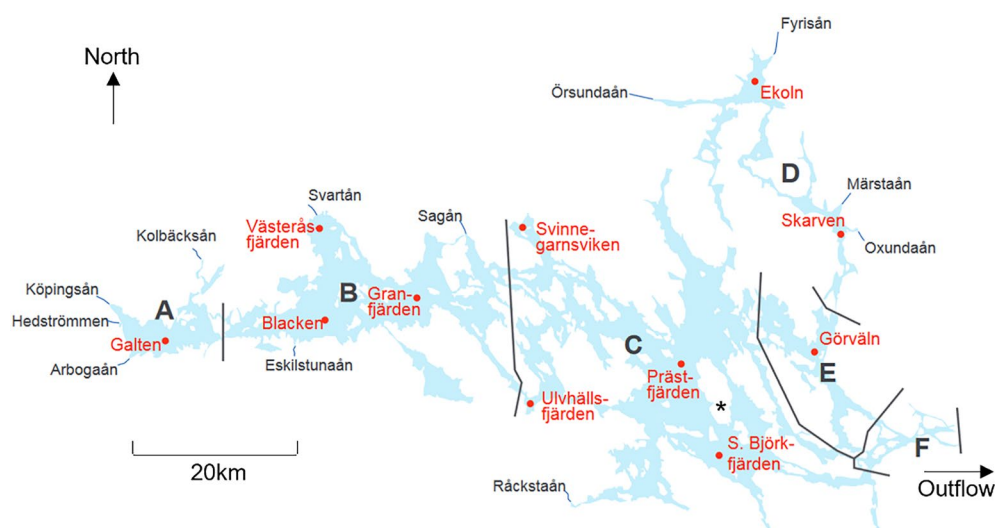 North
Fyrisån
Örsundaån
Ekoln
D
Märstaån
Skarven
Oxundaån
Svartån
Västerås
fjärden
Kolbäcksån
Sagån
Svinne-
garnsviken
Köpingsån
Hedströmmen
A
Galten
Arbogaån
B
Gran-
fjärden
Blacken
Eskilstunaån
C
Präst-
fjärden
Görväln
E
Ulvhälls-
fjärden
*
S. Björk-
fjärden
F
Outflow
Råckstaån
20km